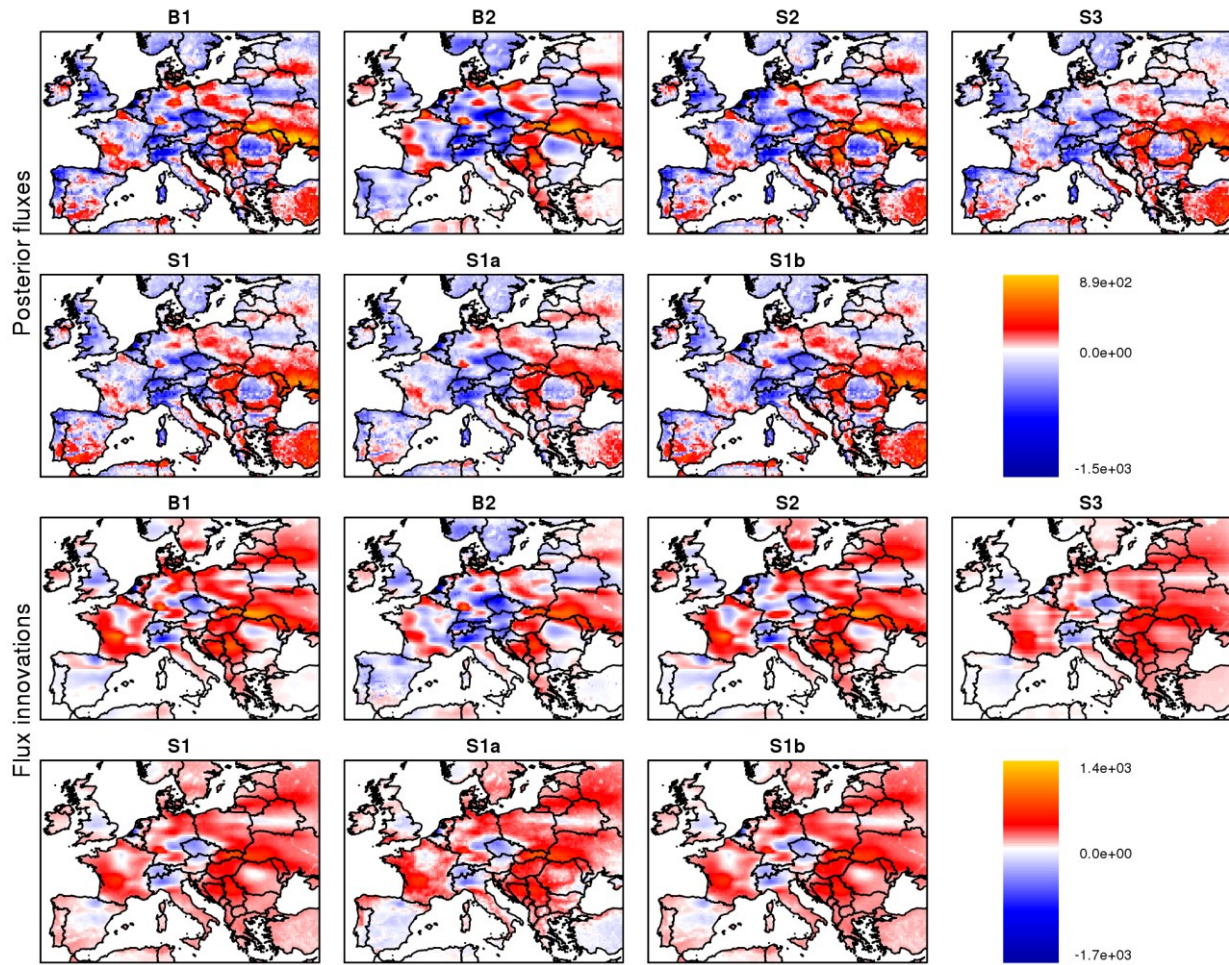 B1 B2 S2 S3
Posterior fluxes
S1 S1a S1b
8.9e+02
0.0e+00
-1.5e+03
B1 B2 S2 S3
Flux innovations
S1 S1a S1b
1.4e+03
0.0e+00
-1.7e+03